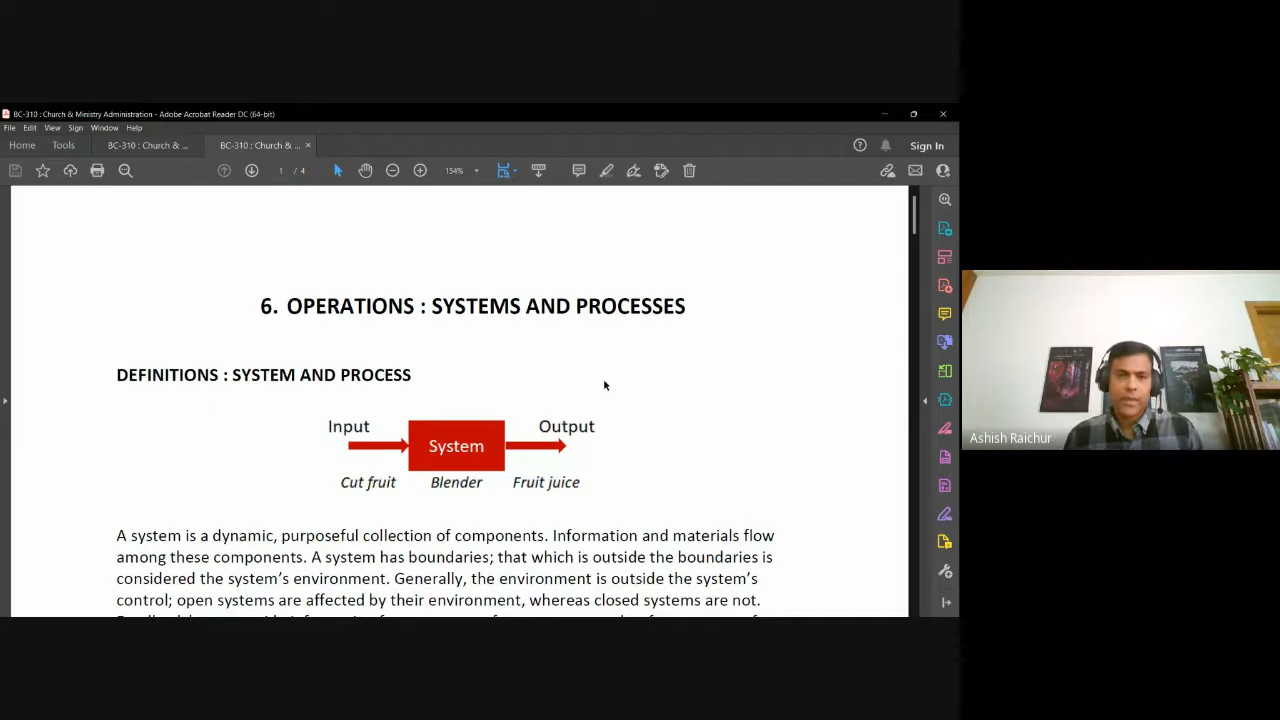 BC-310 : Church & Ministry Administration - Adobe Acrobat Reader DC (64-bit)
File Edit View Sign Window Help
Home Tools BC-310 : Church & ... BC-310 : Church & ... × Sign In
1 / 4 154%
6. OPERATIONS : SYSTEMS AND PROCESSES
DEFINITIONS : SYSTEM AND PROCESS
Input System Output
Cut fruit Blender Fruit juice
A system is a dynamic, purposeful collection of components. Information and materials flow
among these components. A system has boundaries; that which is outside the boundaries is
considered the system’s environment. Generally, the environment is outside the system’s
control; open systems are affected by their environment, whereas closed systems are not.
Ashish Raichur